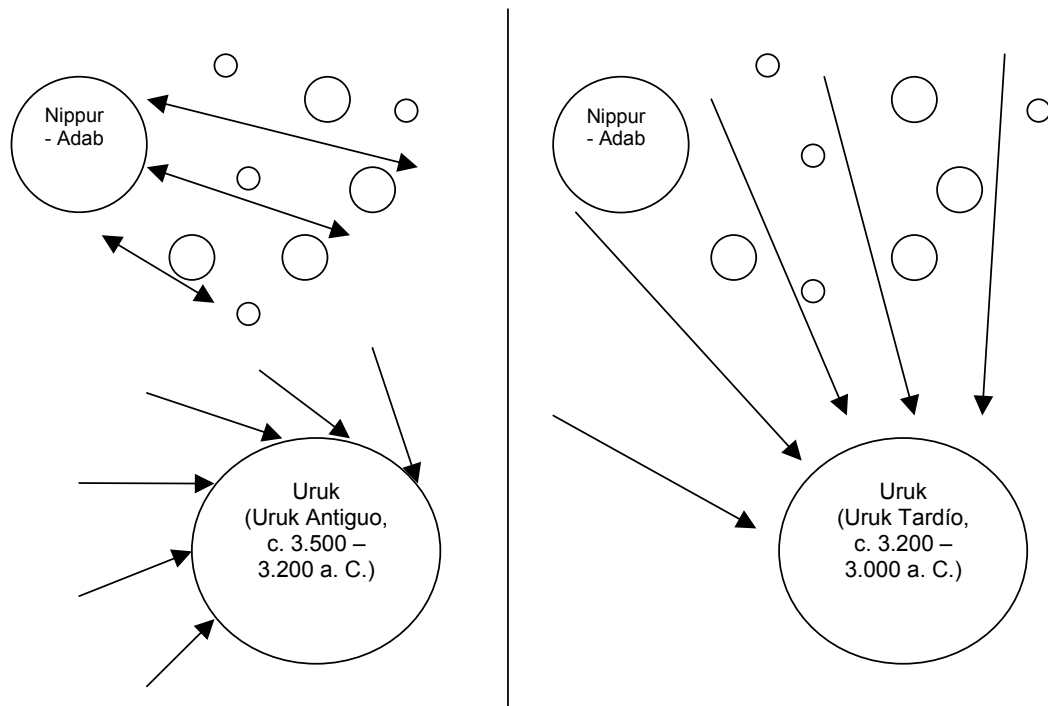 Nippur
- Adab
Uruk
(Uruk Antiguo,
c. 3.500 –
3.200 a. C.)
Nippur
- Adab
Uruk
(Uruk Tardío,
c. 3.200 –
3.000 a. C.)